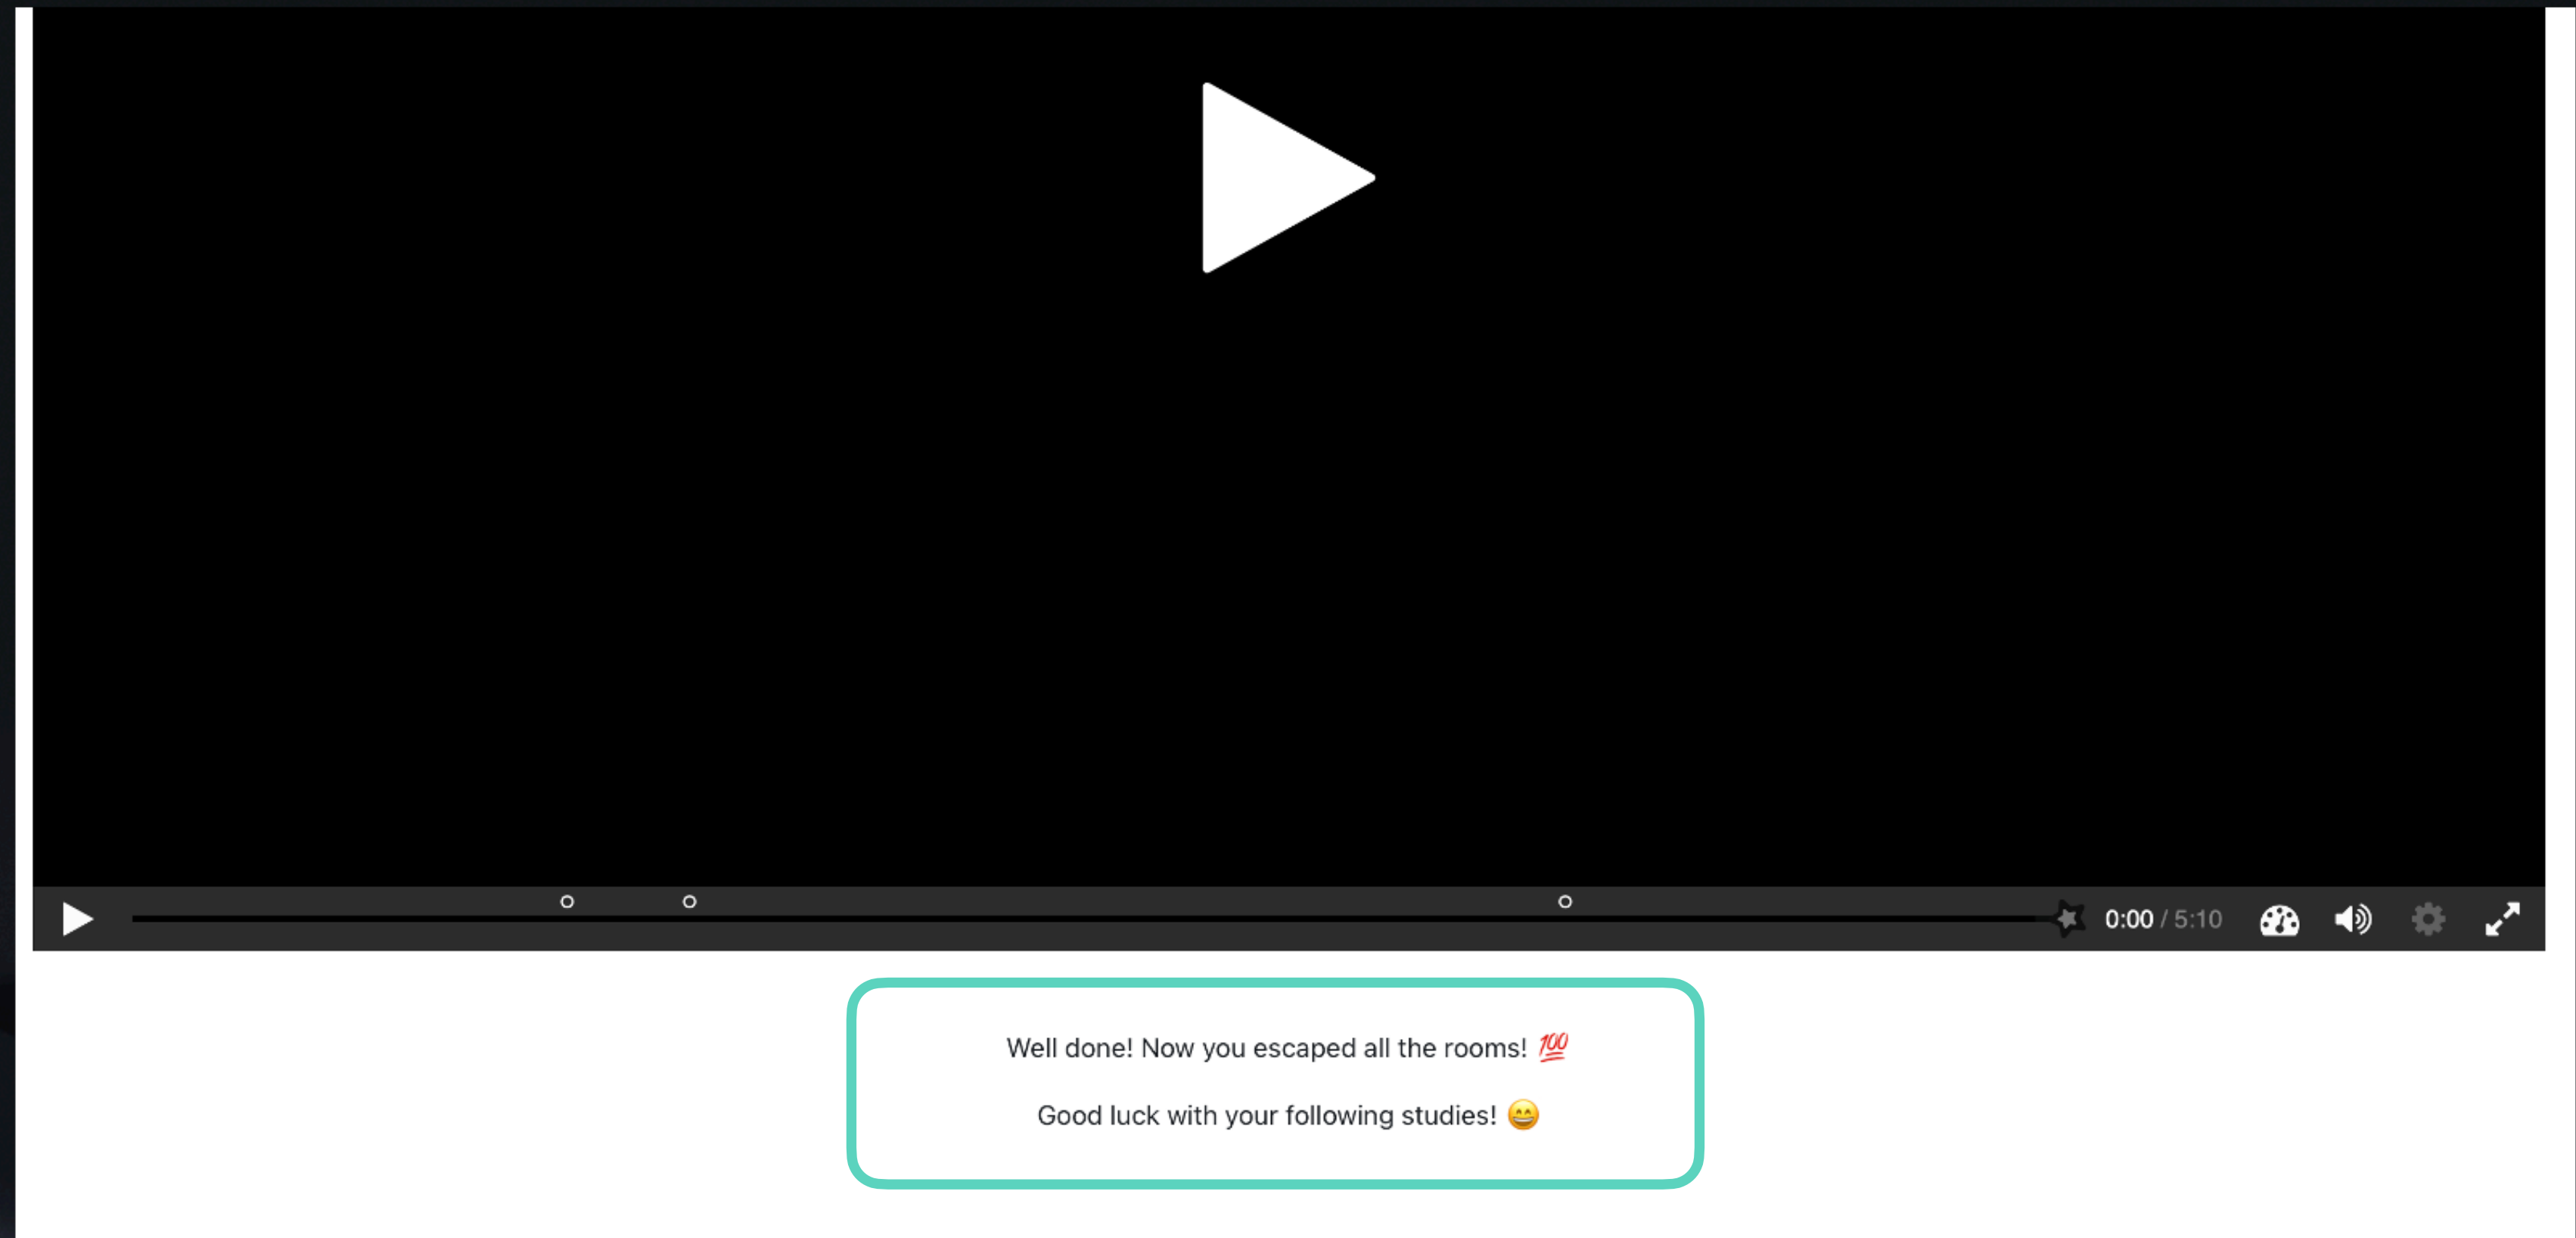 0:00 / 5:10
Well done! Now you escaped all the rooms! 💯
Good luck with your following studies! 😄